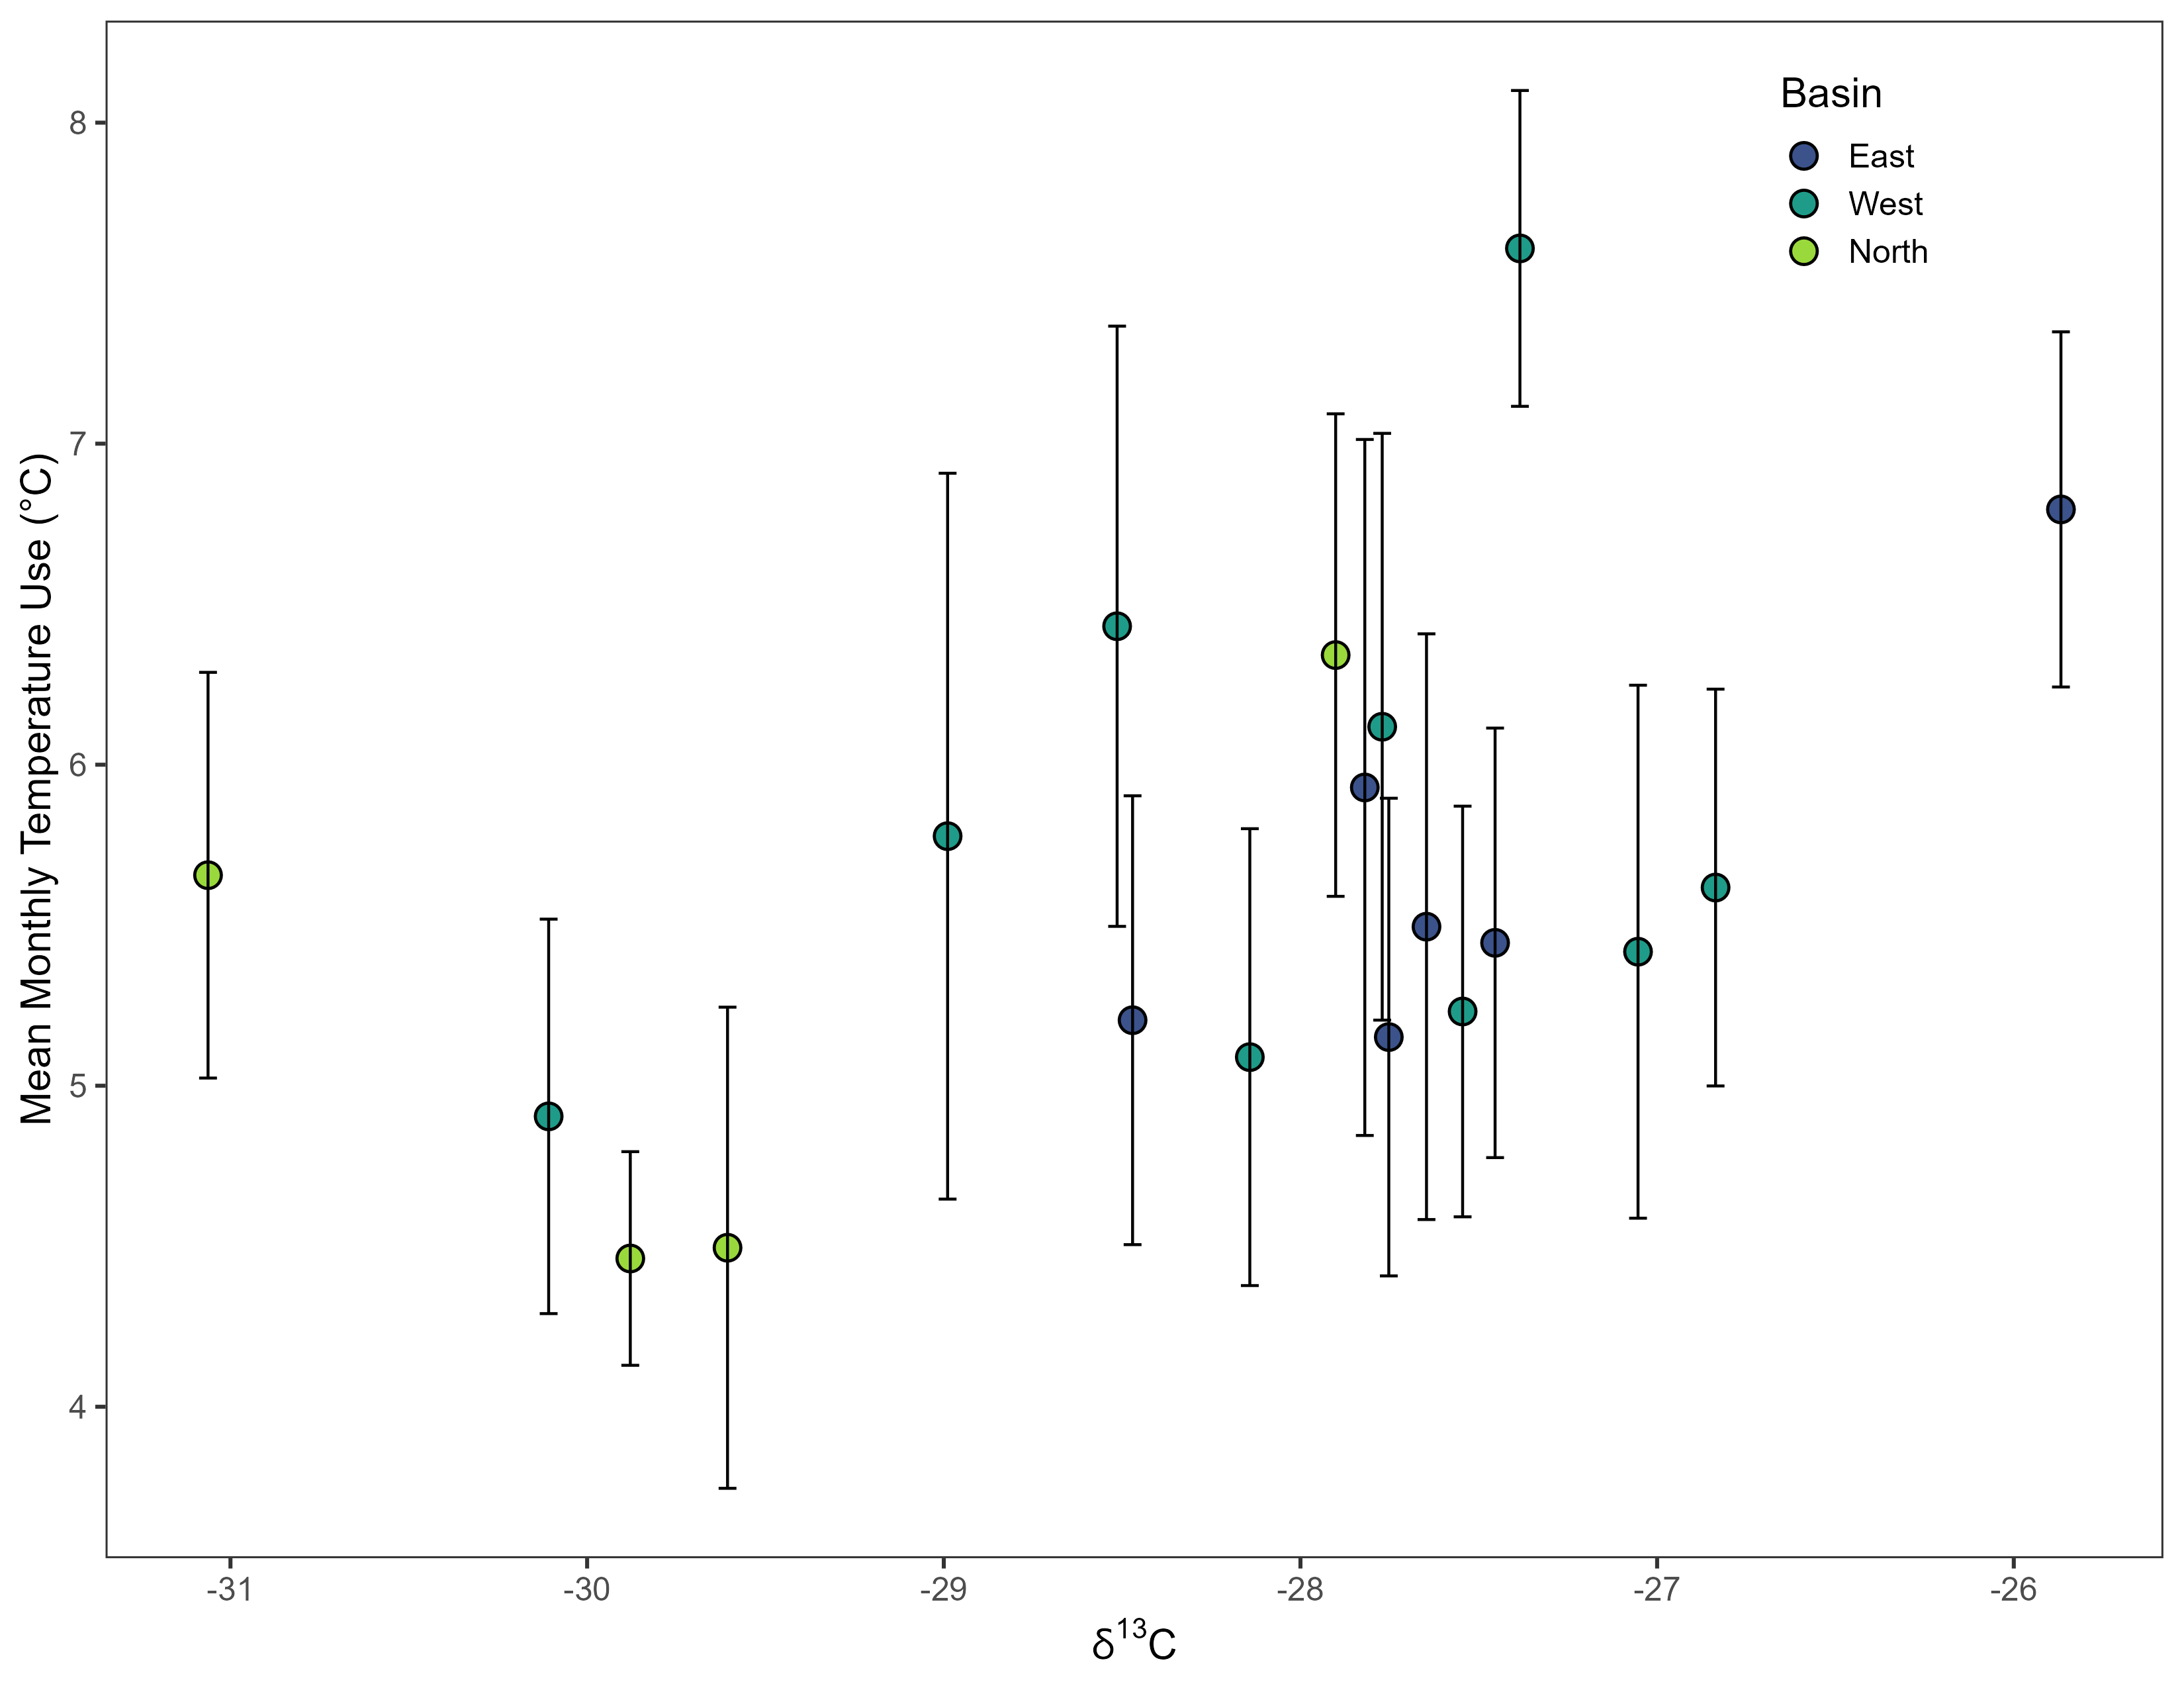 Basin
East
West
North
8
7
6
5
4
Mean Monthly Temperature Use (°C)
-31 -30 -29 -28 -27 -26
δ¹³C